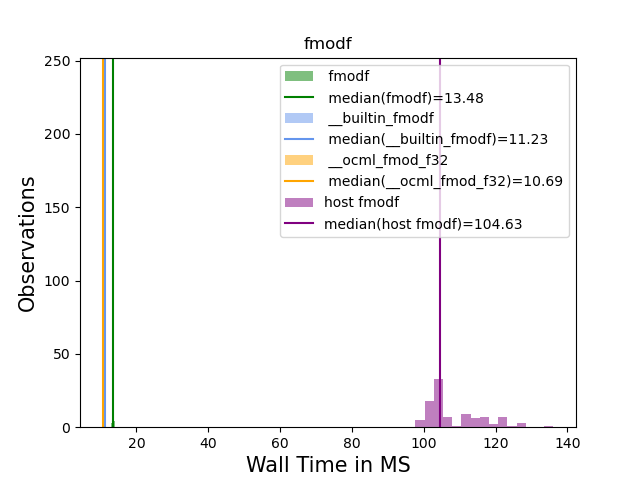 fmodf
250
200
150
100
50
0
Observations
fmodf
median(fmodf)=13.48
__builtin_fmodf
median(__builtin_fmodf)=11.23
__ocml_fmod_f32
median(__ocml_fmod_f32)=10.69
host fmodf
median(host fmodf)=104.63
20 40 60 80 100 120 140
Wall Time in MS